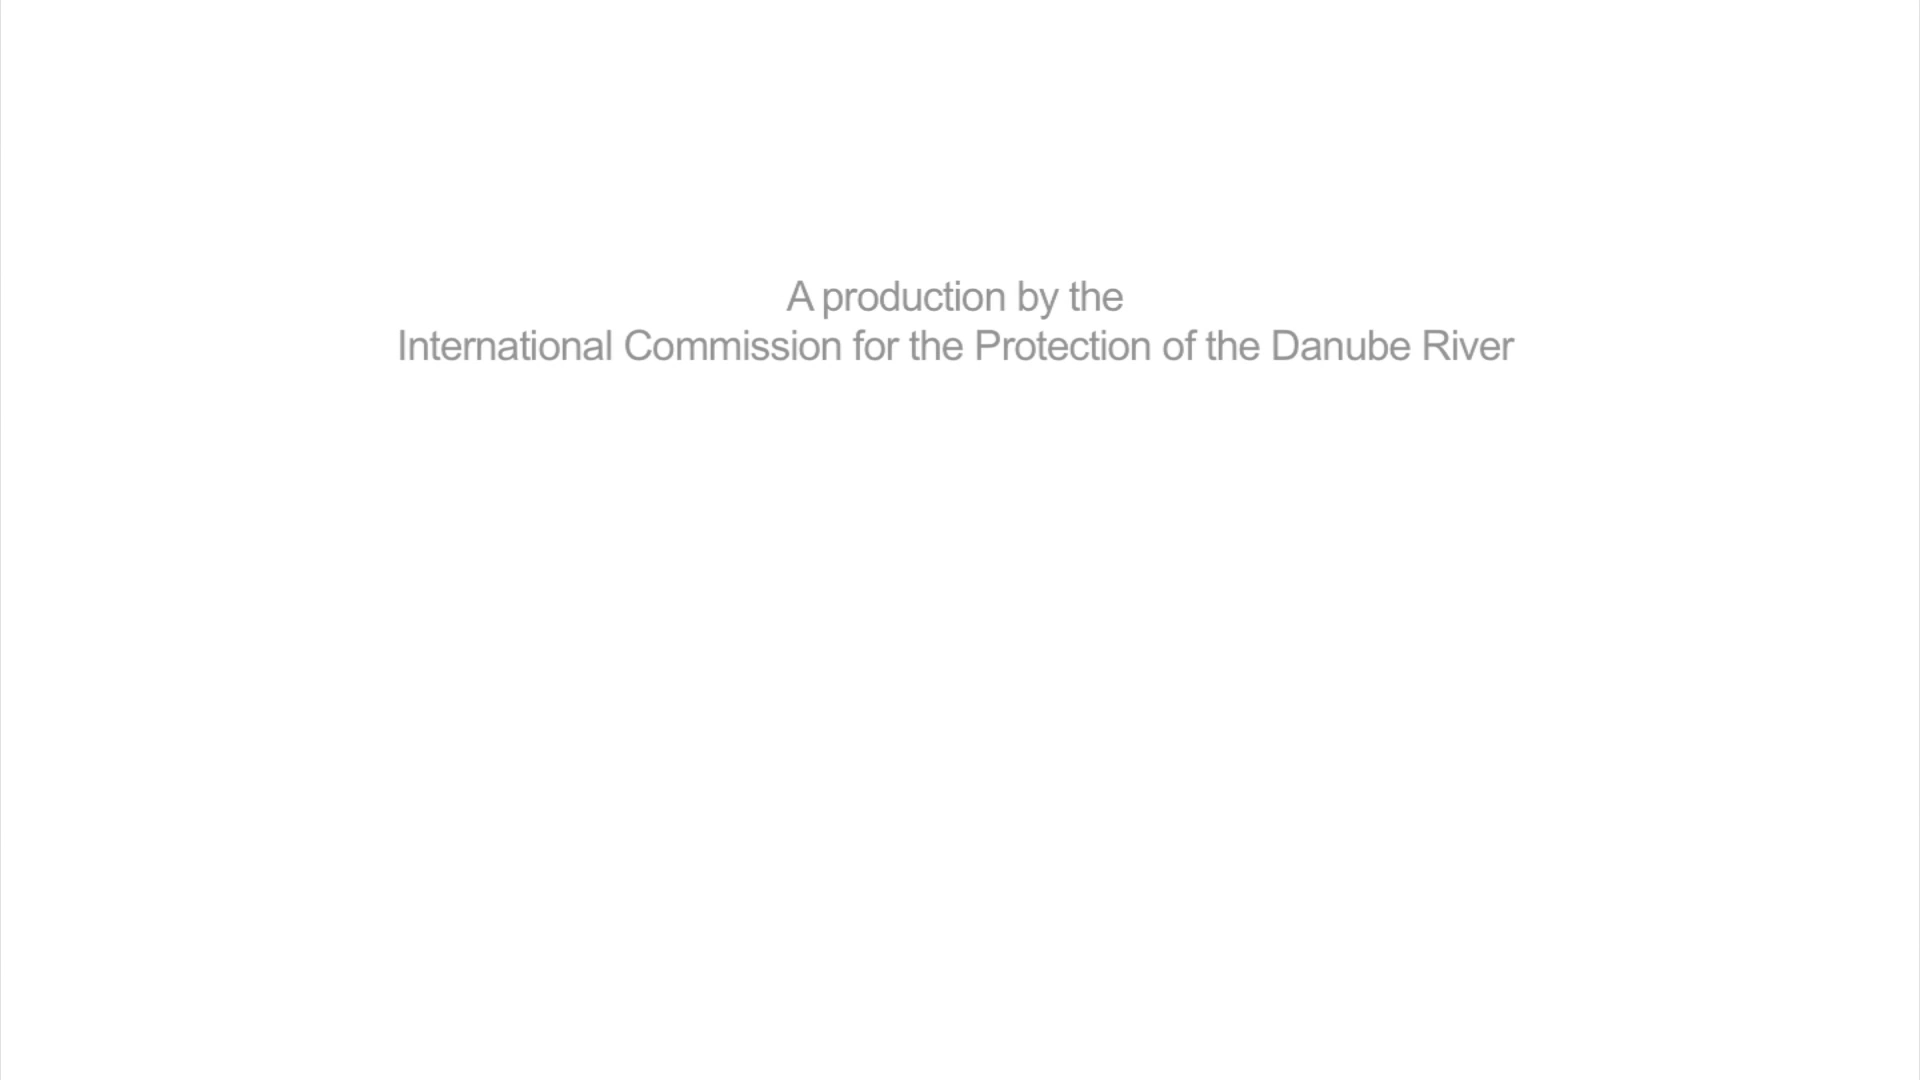 A production by the
International Commission for the Protection of the Danube River